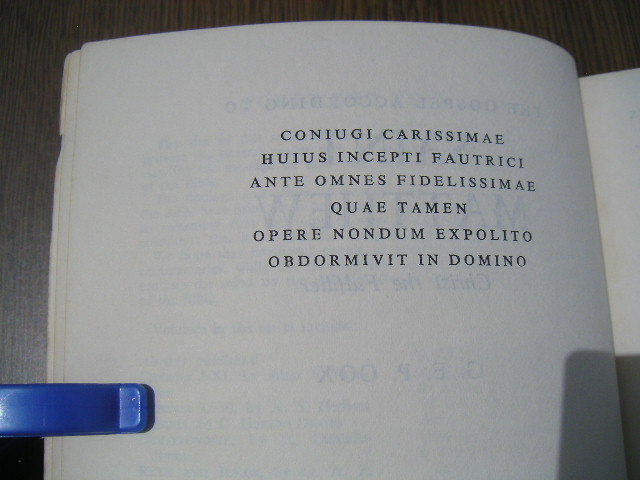 CONIUGI CARISSIMAE
HUIUS INCEPTI FAUTRICI
ANTE OMNES FIDELISSIMAE
QUAE TAMEN
OPERE NONDUM EXPOLITO
OBDORMIVIT IN DOMINO